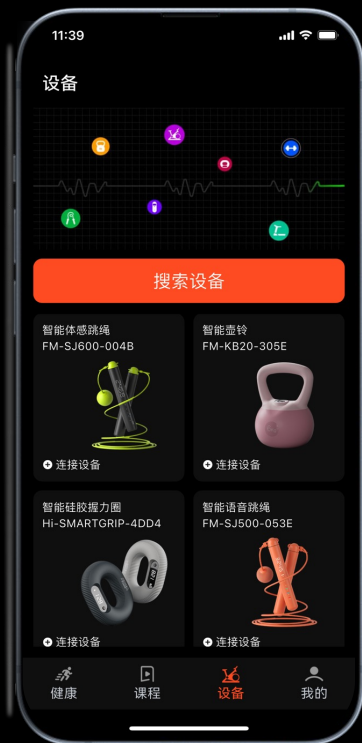 11:39
设备
搜索设备
智能体感跳绳
FM-SJ600-004B
连接设备
智能壶铃
FM-KB20-305E
连接设备
智能硅胶握力圈
Hi-SMARTGRIP-4DD4
连接设备
智能语音跳绳
FM-SJ500-053E
连接设备
健康
课程
设备
我的